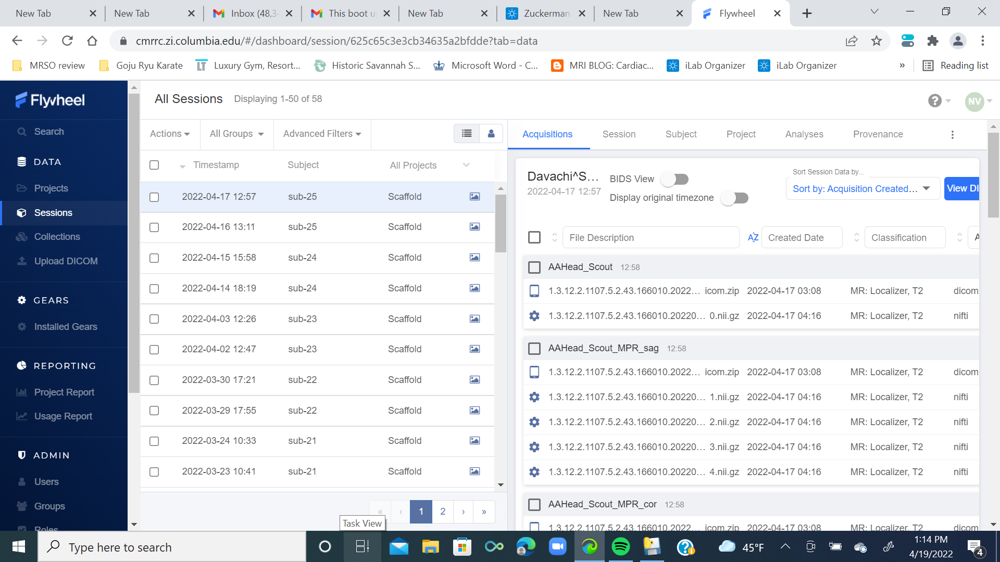 New Tab
New Tab
Inbox (48,3
This boot u
New Tab
Zuckerman
New Tab
Flywheel
cmrrc.zi.columbia.edu/#/dashboard/session/625c65c3e3cb34635a2bfdde?tab=data
MRSO review
Goju Ryu Karate
LT Luxury Gym, Resort...
Historic Savannah S...
Microsoft Word - C...
MRI BLOG: Cardiac...
iLab Organizer
iLab Organizer
»
Reading list
Flywheel
Search
DATA
Projects
Sessions
Collections
Upload DICOM
GEARS
Installed Gears
REPORTING
Project Report
Usage Report
ADMIN
Users
Groups
Roles
All Sessions Displaying 1-50 of 58
? NV
Actions All Groups Advanced Filters
Timestamp Subject All Projects
2022-04-17 12:57 sub-25 Scaffold
2022-04-16 13:11 sub-25 Scaffold
2022-04-15 15:58 sub-24 Scaffold
2022-04-14 18:19 sub-24 Scaffold
2022-04-03 12:26 sub-23 Scaffold
2022-04-02 12:47 sub-23 Scaffold
2022-03-30 17:21 sub-22 Scaffold
2022-03-29 17:55 sub-22 Scaffold
2022-03-24 10:33 sub-21 Scaffold
2022-03-23 10:41 sub-21 Scaffold
« ‹ 1 2 › »
Task View
Acquisitions Session Subject Project Analyses Provenance
Davachi^S...
2022-04-17 12:57
BIDS View
Display original timezone
Sort Session Data by...
Sort by: Acquisition Created...
View DI
File Description AZ Created Date Classification A
AAHead_Scout 12:58
1.3.12.2.1107.5.2.43.166010.2022... icom.zip 2022-04-17 03:08 MR: Localizer, T2 dicom
1.3.12.2.1107.5.2.43.166010.20220... 0.nii.gz 2022-04-17 04:16 MR: Localizer, T2 nifti
AAHead_Scout_MPR_sag 12:58
1.3.12.2.1107.5.2.43.166010.2022... icom.zip 2022-04-17 03:08 MR: Localizer, T2 dicom
1.3.12.2.1107.5.2.43.166010.20220... 1.nii.gz 2022-04-17 04:16 MR: Localizer, T2 nifti
1.3.12.2.1107.5.2.43.166010.20220... 2.nii.gz 2022-04-17 04:16 MR: Localizer, T2 nifti
1.3.12.2.1107.5.2.43.166010.20220... 3.nii.gz 2022-04-17 04:16 MR: Localizer, T2 nifti
1.3.12.2.1107.5.2.43.166010.20220... 4.nii.gz 2022-04-17 04:16 MR: Localizer, T2 nifti
AAHead_Scout_MPR_cor 12:58
1.3.12.2.1107.5.2.43.166010.2022... icom.zip 2022-04-17 03:08 MR: Localizer, T2 dicom
Type here to search
45°F
1:14 PM
4/19/2022
4